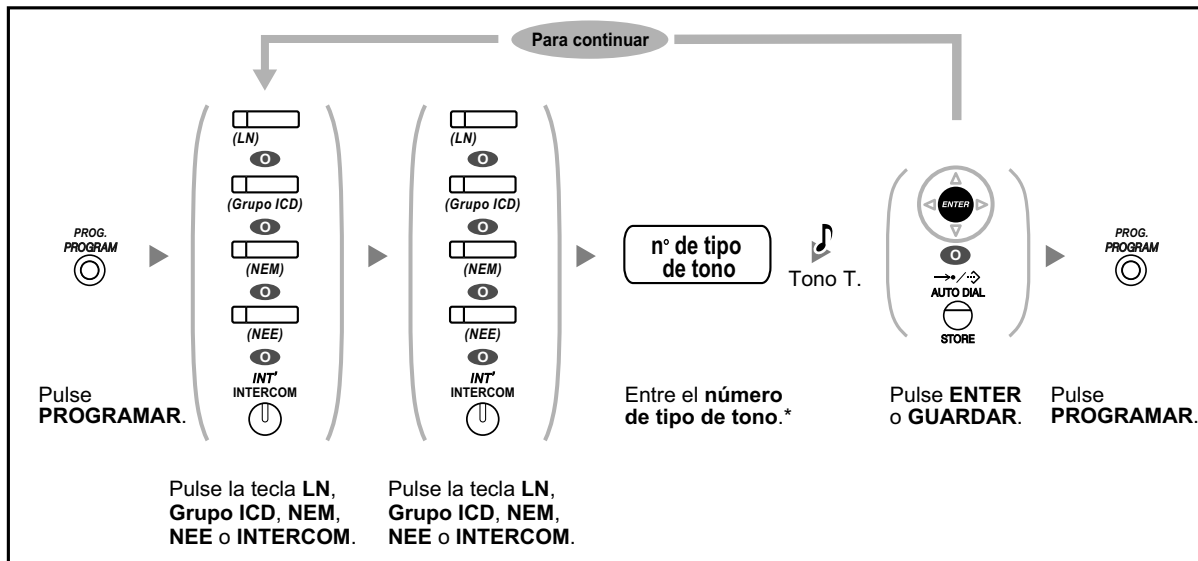 Para continuar
PROG.
PROGRAM
(LN)
O
(Grupo ICD)
O
(NEM)
O
(NEE)
O
INT'
INTERCOM
(LN)
O
(Grupo ICD)
O
(NEM)
O
(NEE)
O
INT'
INTERCOM
n° de tipo
de tono
Tono T.
ENTER
O
AUTO DIAL
STORE
PROG.
PROGRAM
Pulse
PROGRAMAR.
Pulse la tecla LN,
Grupo ICD, NEM,
NEE o INTERCOM.
Pulse la tecla LN,
Grupo ICD, NEM,
NEE o INTERCOM.
Entre el número
de tipo de tono.*
Pulse ENTER
o GUARDAR.
Pulse
PROGRAMAR.